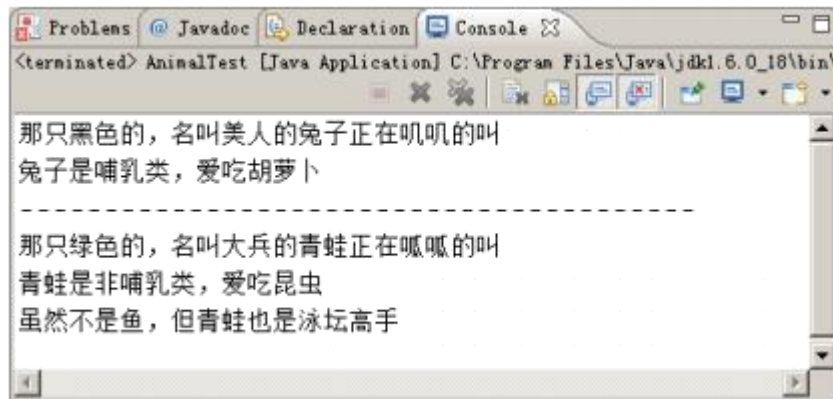 Problems @ Javadoc Declaration Console
<terminated> AnimalTest [Java Application] C:\Program Files\Java\jdk1.6.0_18\bin\
那只黑色的，名叫美人的兔子正在叽叽的叫
兔子是哺乳类，爱吃胡萝卜
-----------------------------------------
那只绿色的，名叫大兵的青蛙正在呱呱的叫
青蛙是非哺乳类，爱吃昆虫
虽然不是鱼，但青蛙也是泳坛高手